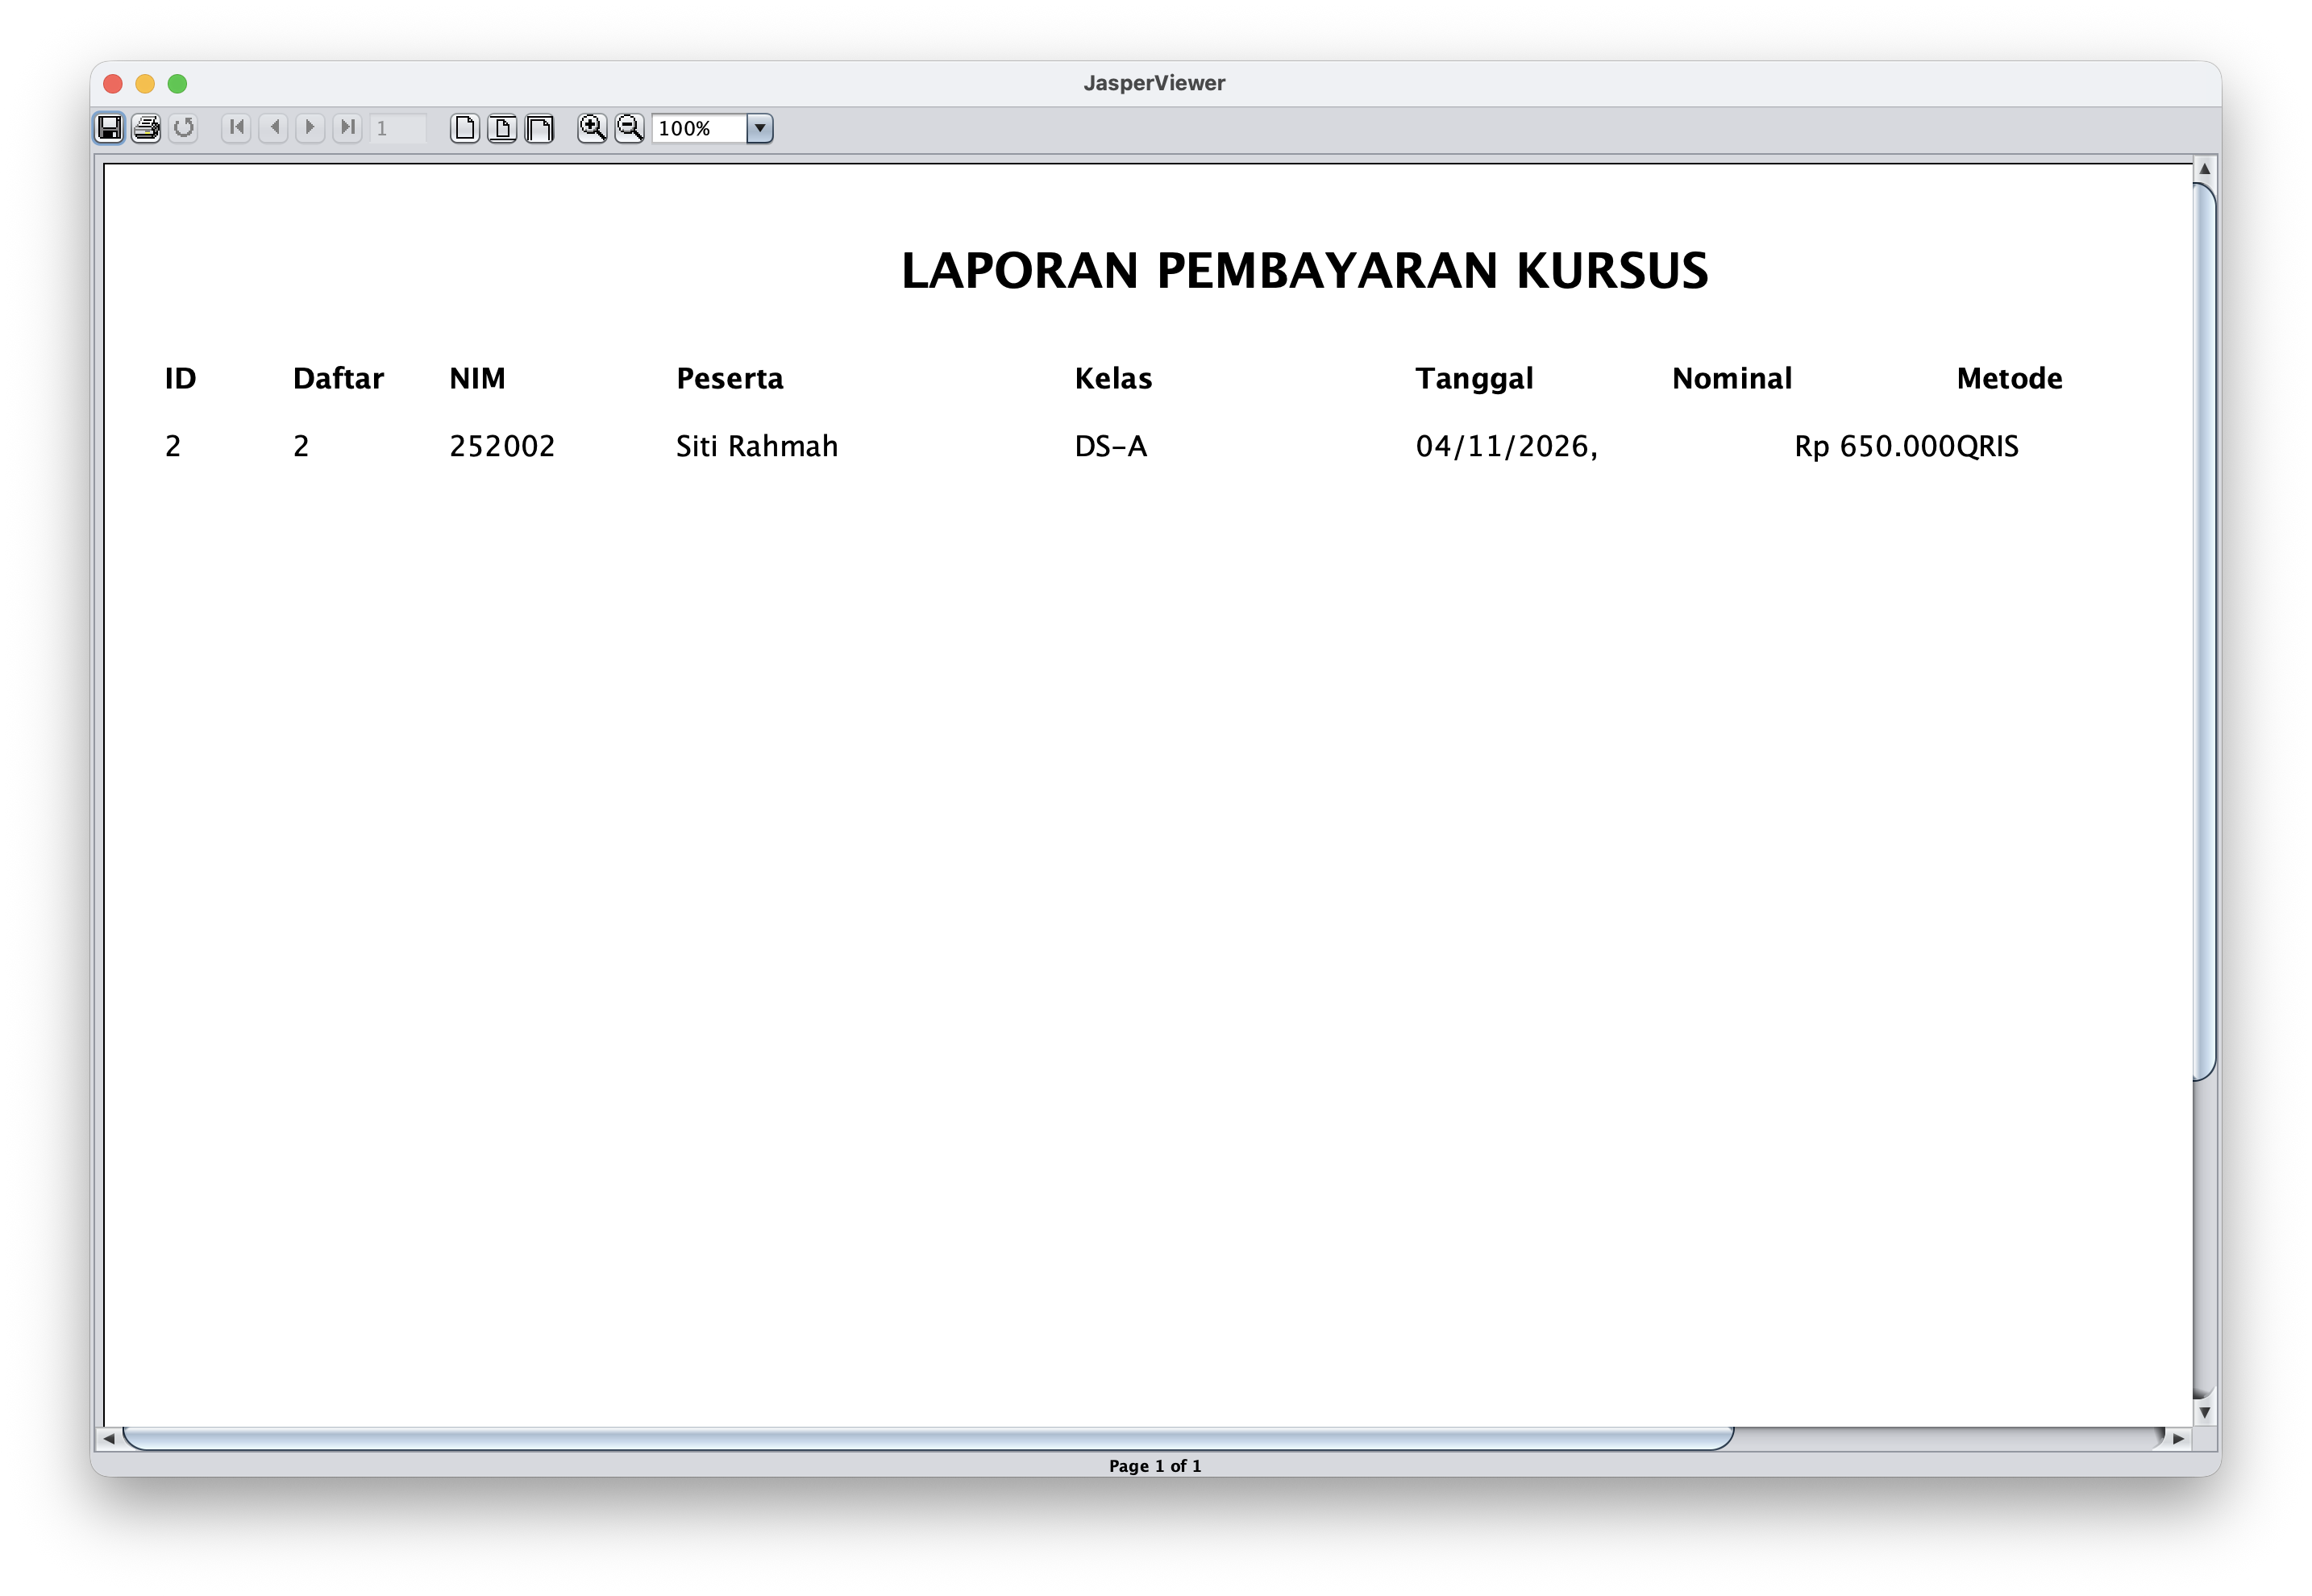 JasperViewer
1 100%
LAPORAN PEMBAYARAN KURSUS
ID Daftar NIM Peserta Kelas Tanggal Nominal Metode
2 2 252002 Siti Rahmah DS-A 04/11/2026, Rp 650.000QRIS
Page 1 of 1